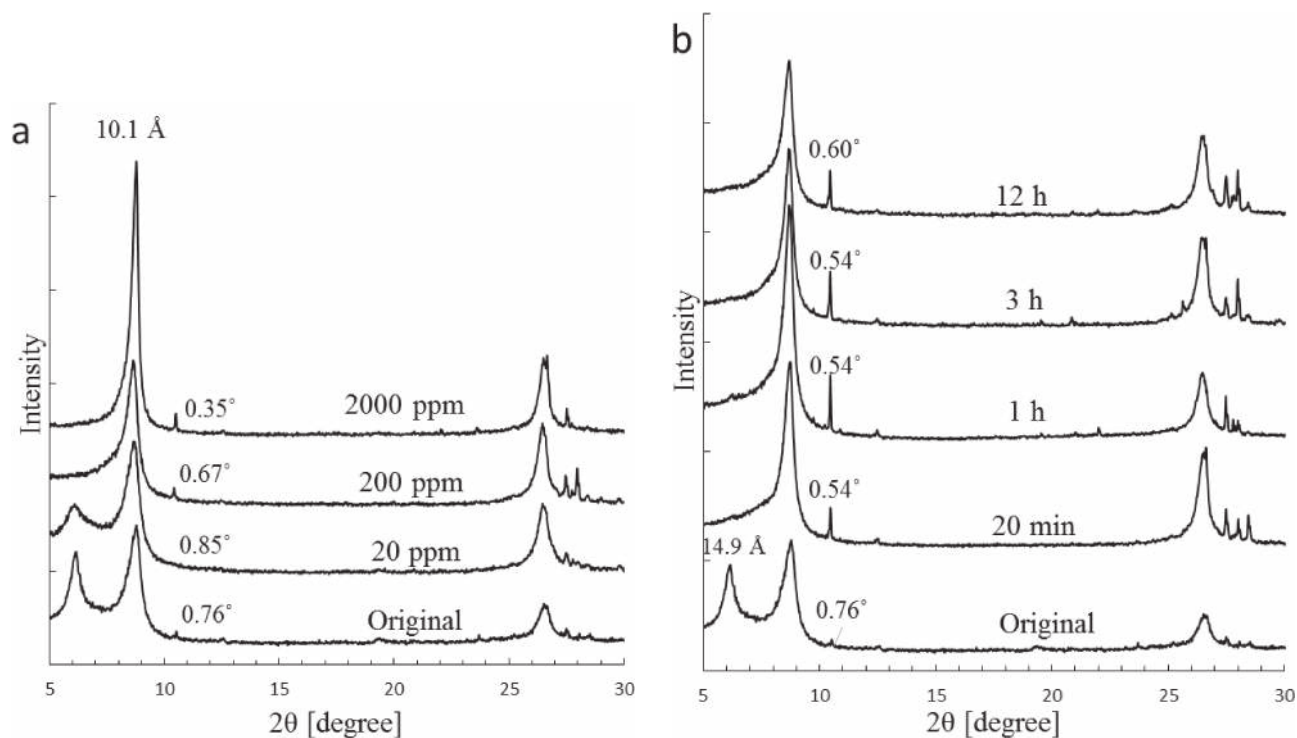 a
10.1 Å
Intensity
0.35°
2000 ppm
0.67°
200 ppm
0.85°
20 ppm
0.76°
Original
5 10 15 20 25 30
2θ [degree]
b
Intensity
0.60°
12 h
0.54°
3 h
0.54°
1 h
0.54°
20 min
14.9 Å
0.76°
Original
5 10 15 20 25 30
2θ [degree]